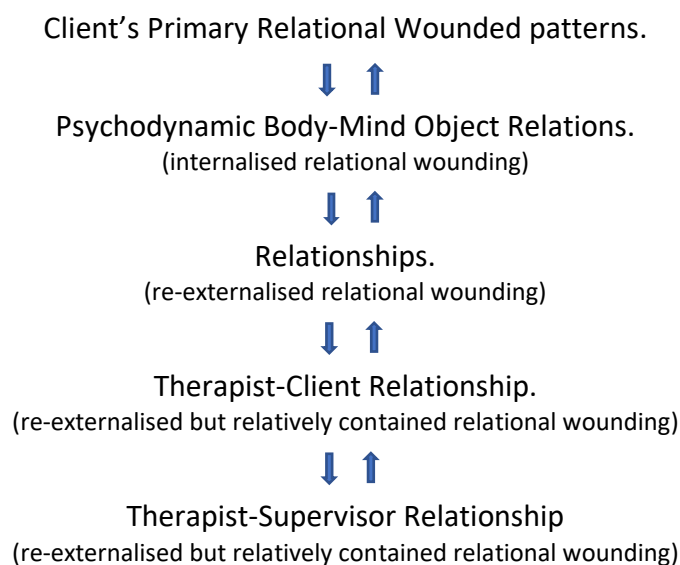 Client's Primary Relational Wounded patterns.
Psychodynamic Body-Mind Object Relations.
(internalised relational wounding)
Relationships.
(re-externalised relational wounding)
Therapist-Client Relationship.
(re-externalised but relatively contained relational wounding)
Therapist-Supervisor Relationship
(re-externalised but relatively contained relational wounding)